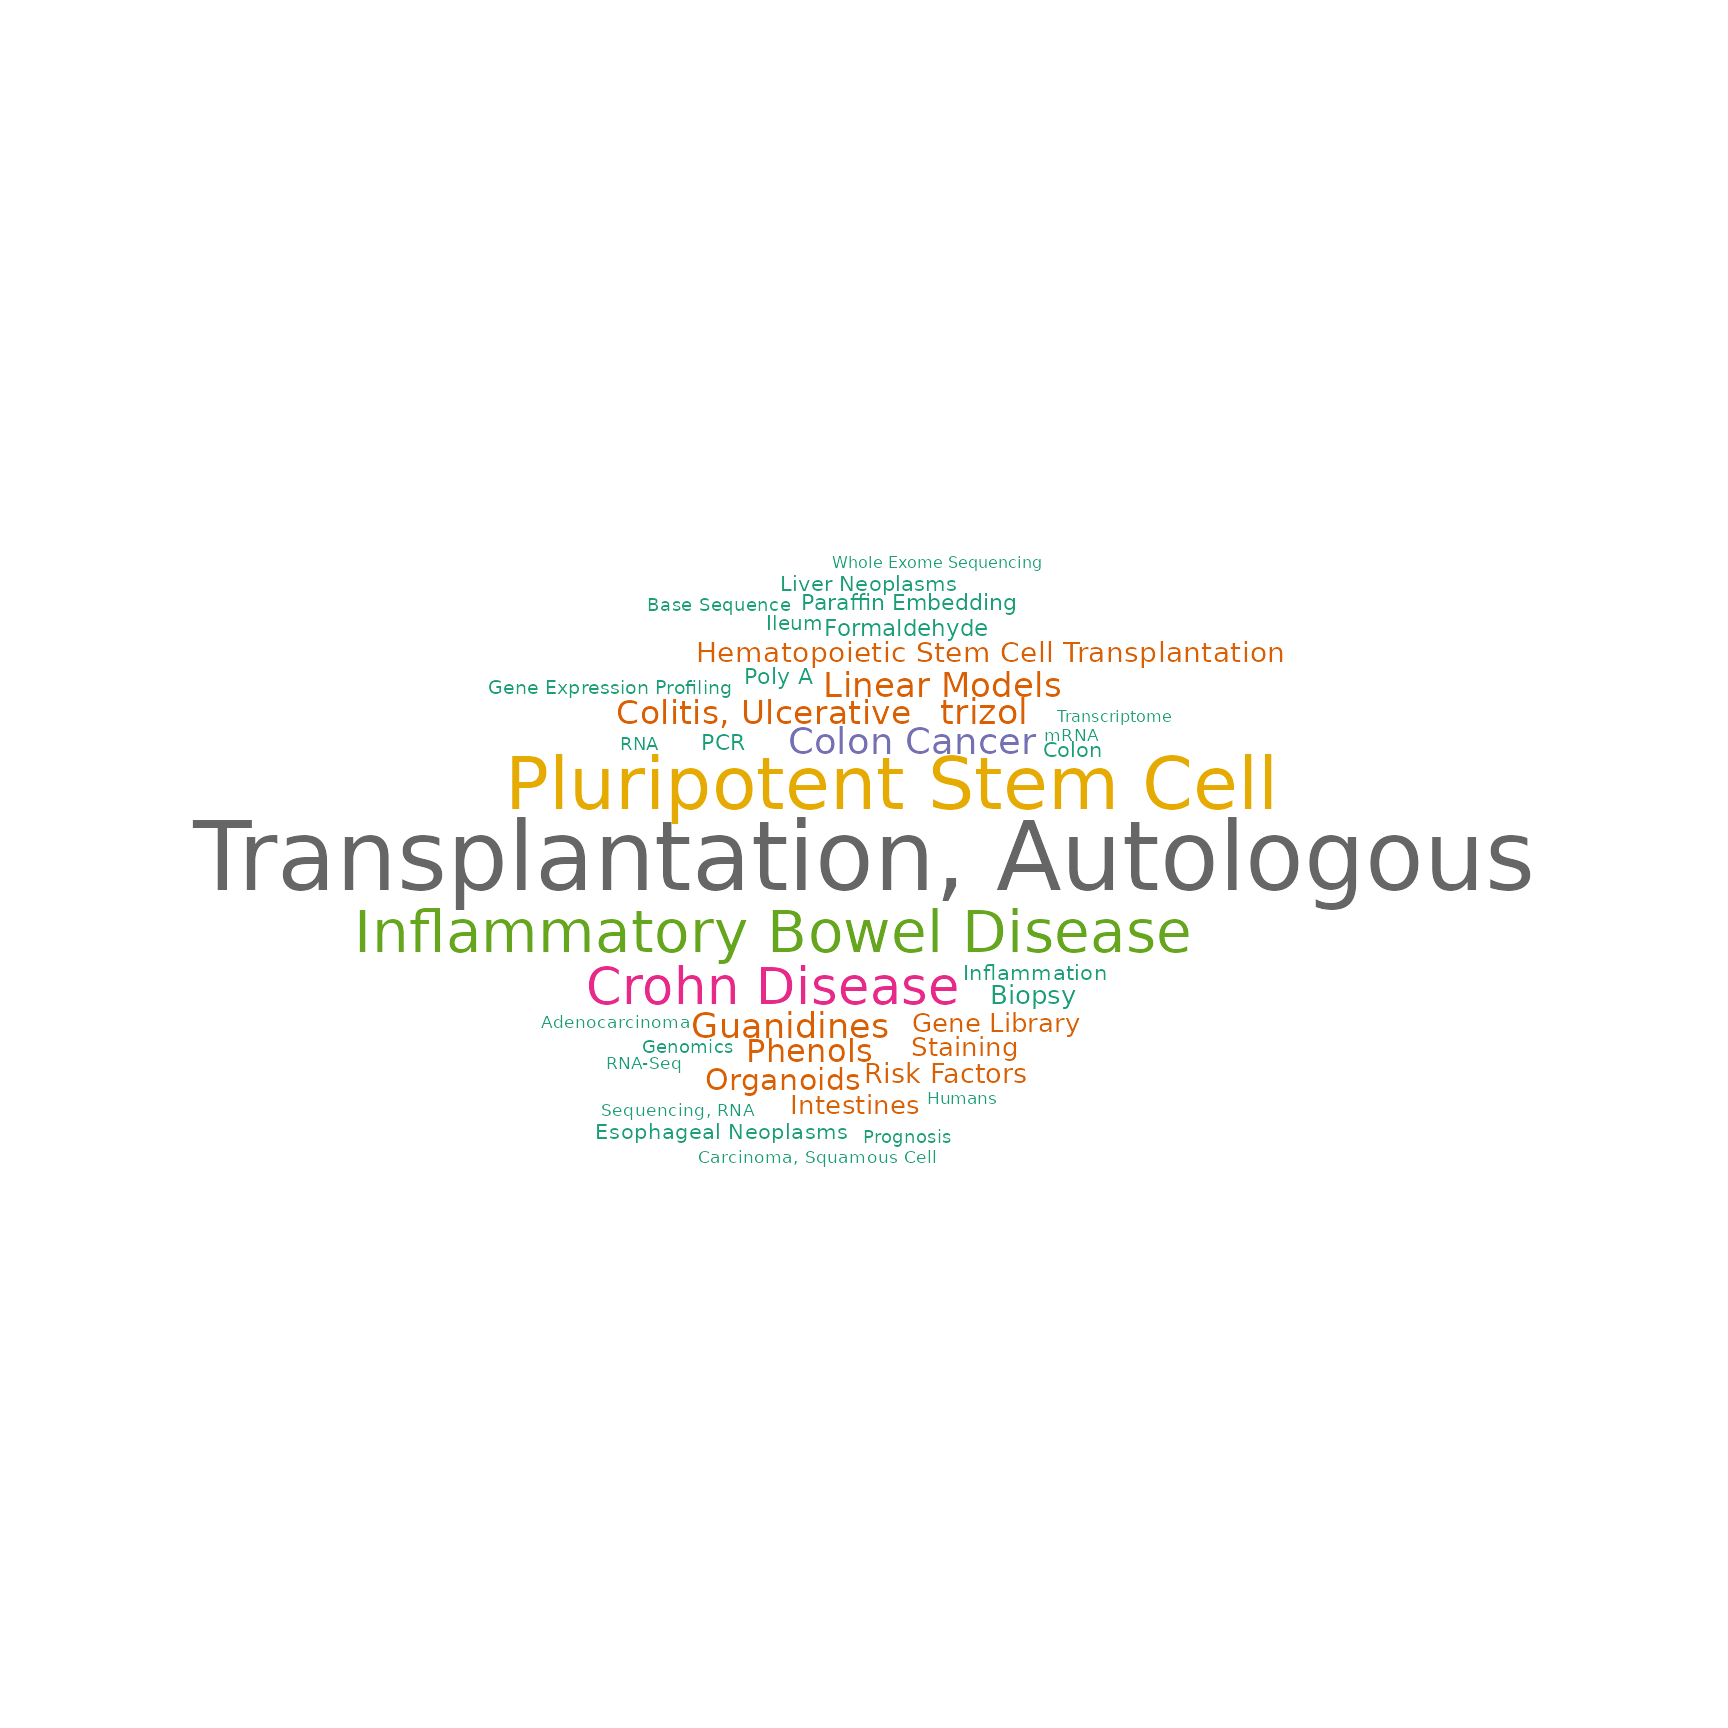 Whole Exome Sequencing
Liver Neoplasms
Base Sequence Paraffin Embedding
Ileum Formaldehyde
Hematopoietic Stem Cell Transplantation
Gene Expression Profiling Poly A Linear Models
Colitis, Ulcerative trizol Transcriptome
RNA PCR Colon Cancer mRNA
Colon
Pluripotent Stem Cell
Transplantation, Autologous
Inflammatory Bowel Disease
Crohn Disease Inflammation
Biopsy
Adenocarcinoma Guanidines Gene Library
Genomics Phenols Staining
RNA-Seq
Organoids Risk Factors
Sequencing, RNA Intestines Humans
Esophageal Neoplasms Prognosis
Carcinoma, Squamous Cell